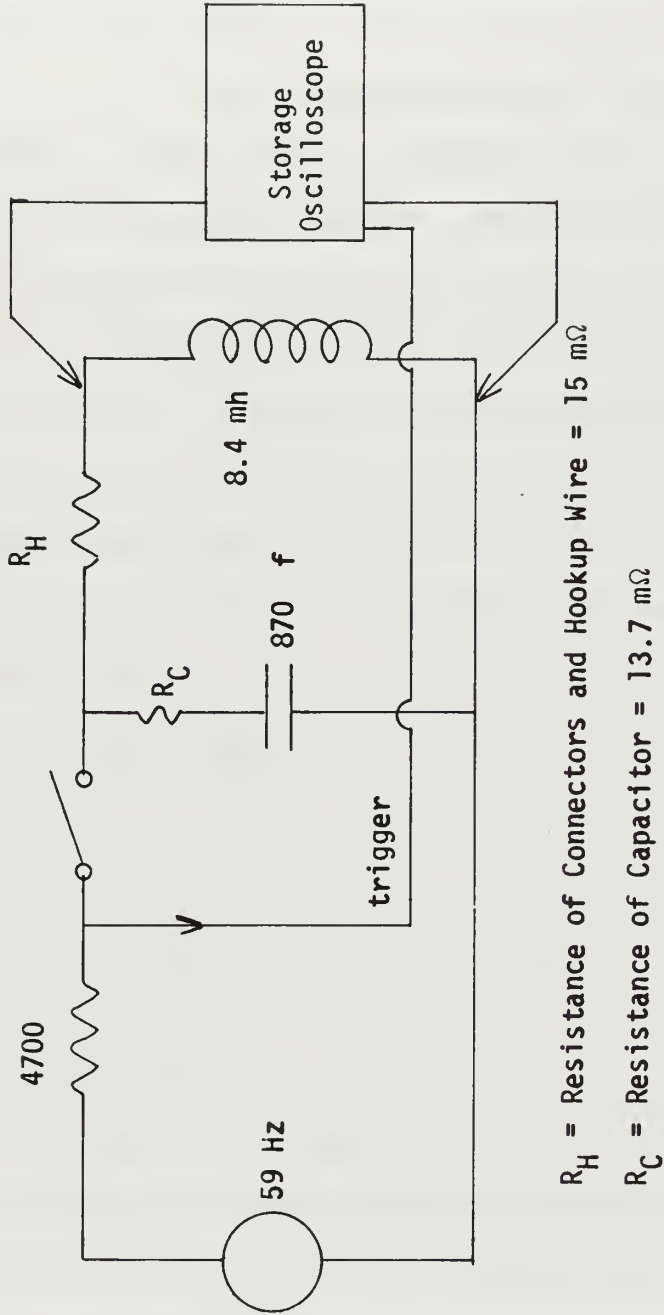 4700
59 Hz
trigger
R_C
870 f
R_H
8.4 mh
Storage
Oscilloscope
R_H = Resistance of Connectors and Hookup Wire = 15 mΩ
R_C = Resistance of Capacitor = 13.7 mΩ